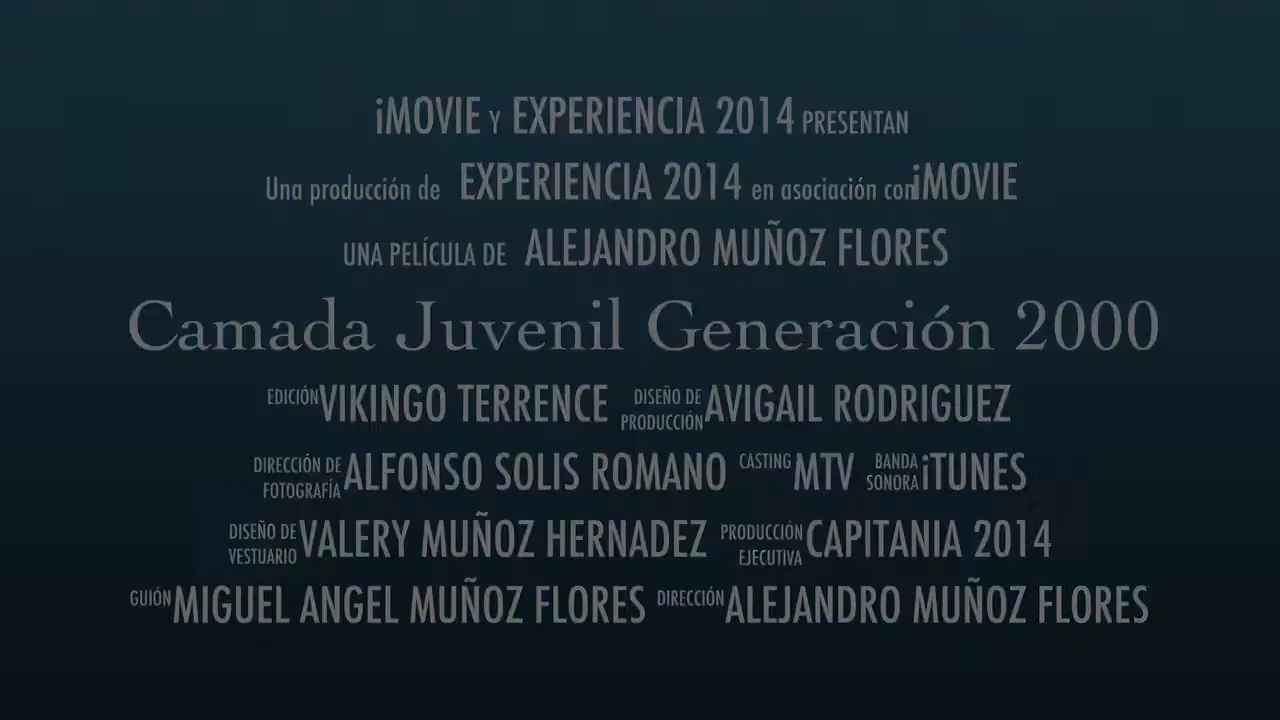 iMOVIE Y EXPERIENCIA 2014 PRESENTAN
Una producción de EXPERIENCIA 2014 en asociación con iMOVIE
UNA PELÍCULA DE ALEJANDRO MUÑOZ FLORES
Camada Juvenil Generación 2000
EDICIÓN VIKINGO TERRENCE DISEÑO DE PRODUCCIÓN AVIGAIL RODRIGUEZ
DIRECCIÓN DE FOTOGRAFÍA ALFONSO SOLIS ROMANO CASTING MTV BANDA SONORA iTUNES
DISEÑO DE VESTUARIO VALERY MUÑOZ HERNADEZ PRODUCCIÓN EJECUTIVA CAPITANIA 2014
GUIÓN MIGUEL ANGEL MUÑOZ FLORES DIRECCIÓN ALEJANDRO MUÑOZ FLORES